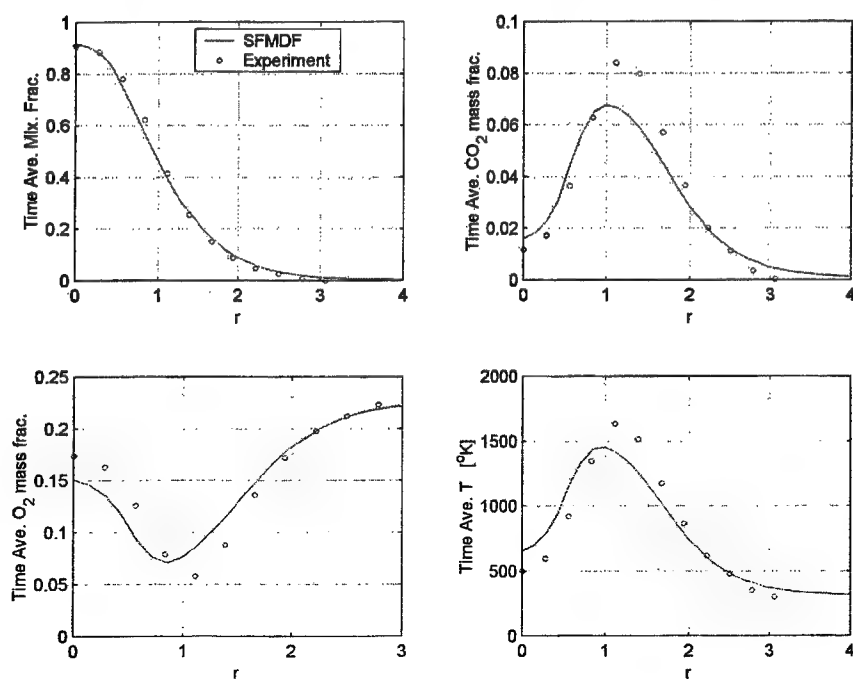 Time Ave. Mix. Frac.
1
0.8
0.6
0.4
0.2
0
SFMDF
Experiment
0 1 2 3 4
r
Time Ave. CO2 mass frac.
0.1
0.08
0.06
0.04
0.02
0
0 1 2 3 4
r
Time Ave. O2 mass frac.
0.25
0.2
0.15
0.1
0.05
0
0 1 2 3
r
Time Ave. T [°K]
2000
1500
1000
500
0
0 1 2 3 4
r